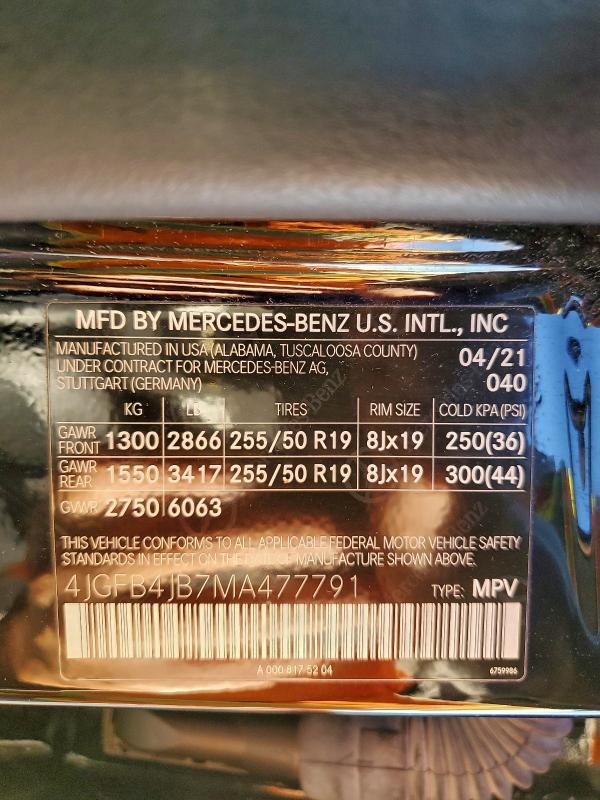 MFD BY MERCEDES-BENZ U.S. INTL., INC
MANUFACTURED IN USA (ALABAMA, TUSCALOOSA COUNTY) 04/21
UNDER CONTRACT FOR MERCEDES-BENZ AG,
STUTTGART (GERMANY) 040
KG LB TIRES RIM SIZE COLD KPA (PSI)
GAWR FRONT 1300 2866 255/50 R19 8Jx19 250(36)
GAWR REAR 1550 3417 255/50 R19 8Jx19 300(44)
GVWR 2750 6063
THIS VEHICLE CONFORMS TO ALL APPLICABLE FEDERAL MOTOR VEHICLE SAFETY
STANDARDS IN EFFECT ON THE DATE OF MANUFACTURE SHOWN ABOVE.
4JGFB4JB7MA477791 TYPE: MPV
A 000 817 52 04 6759986